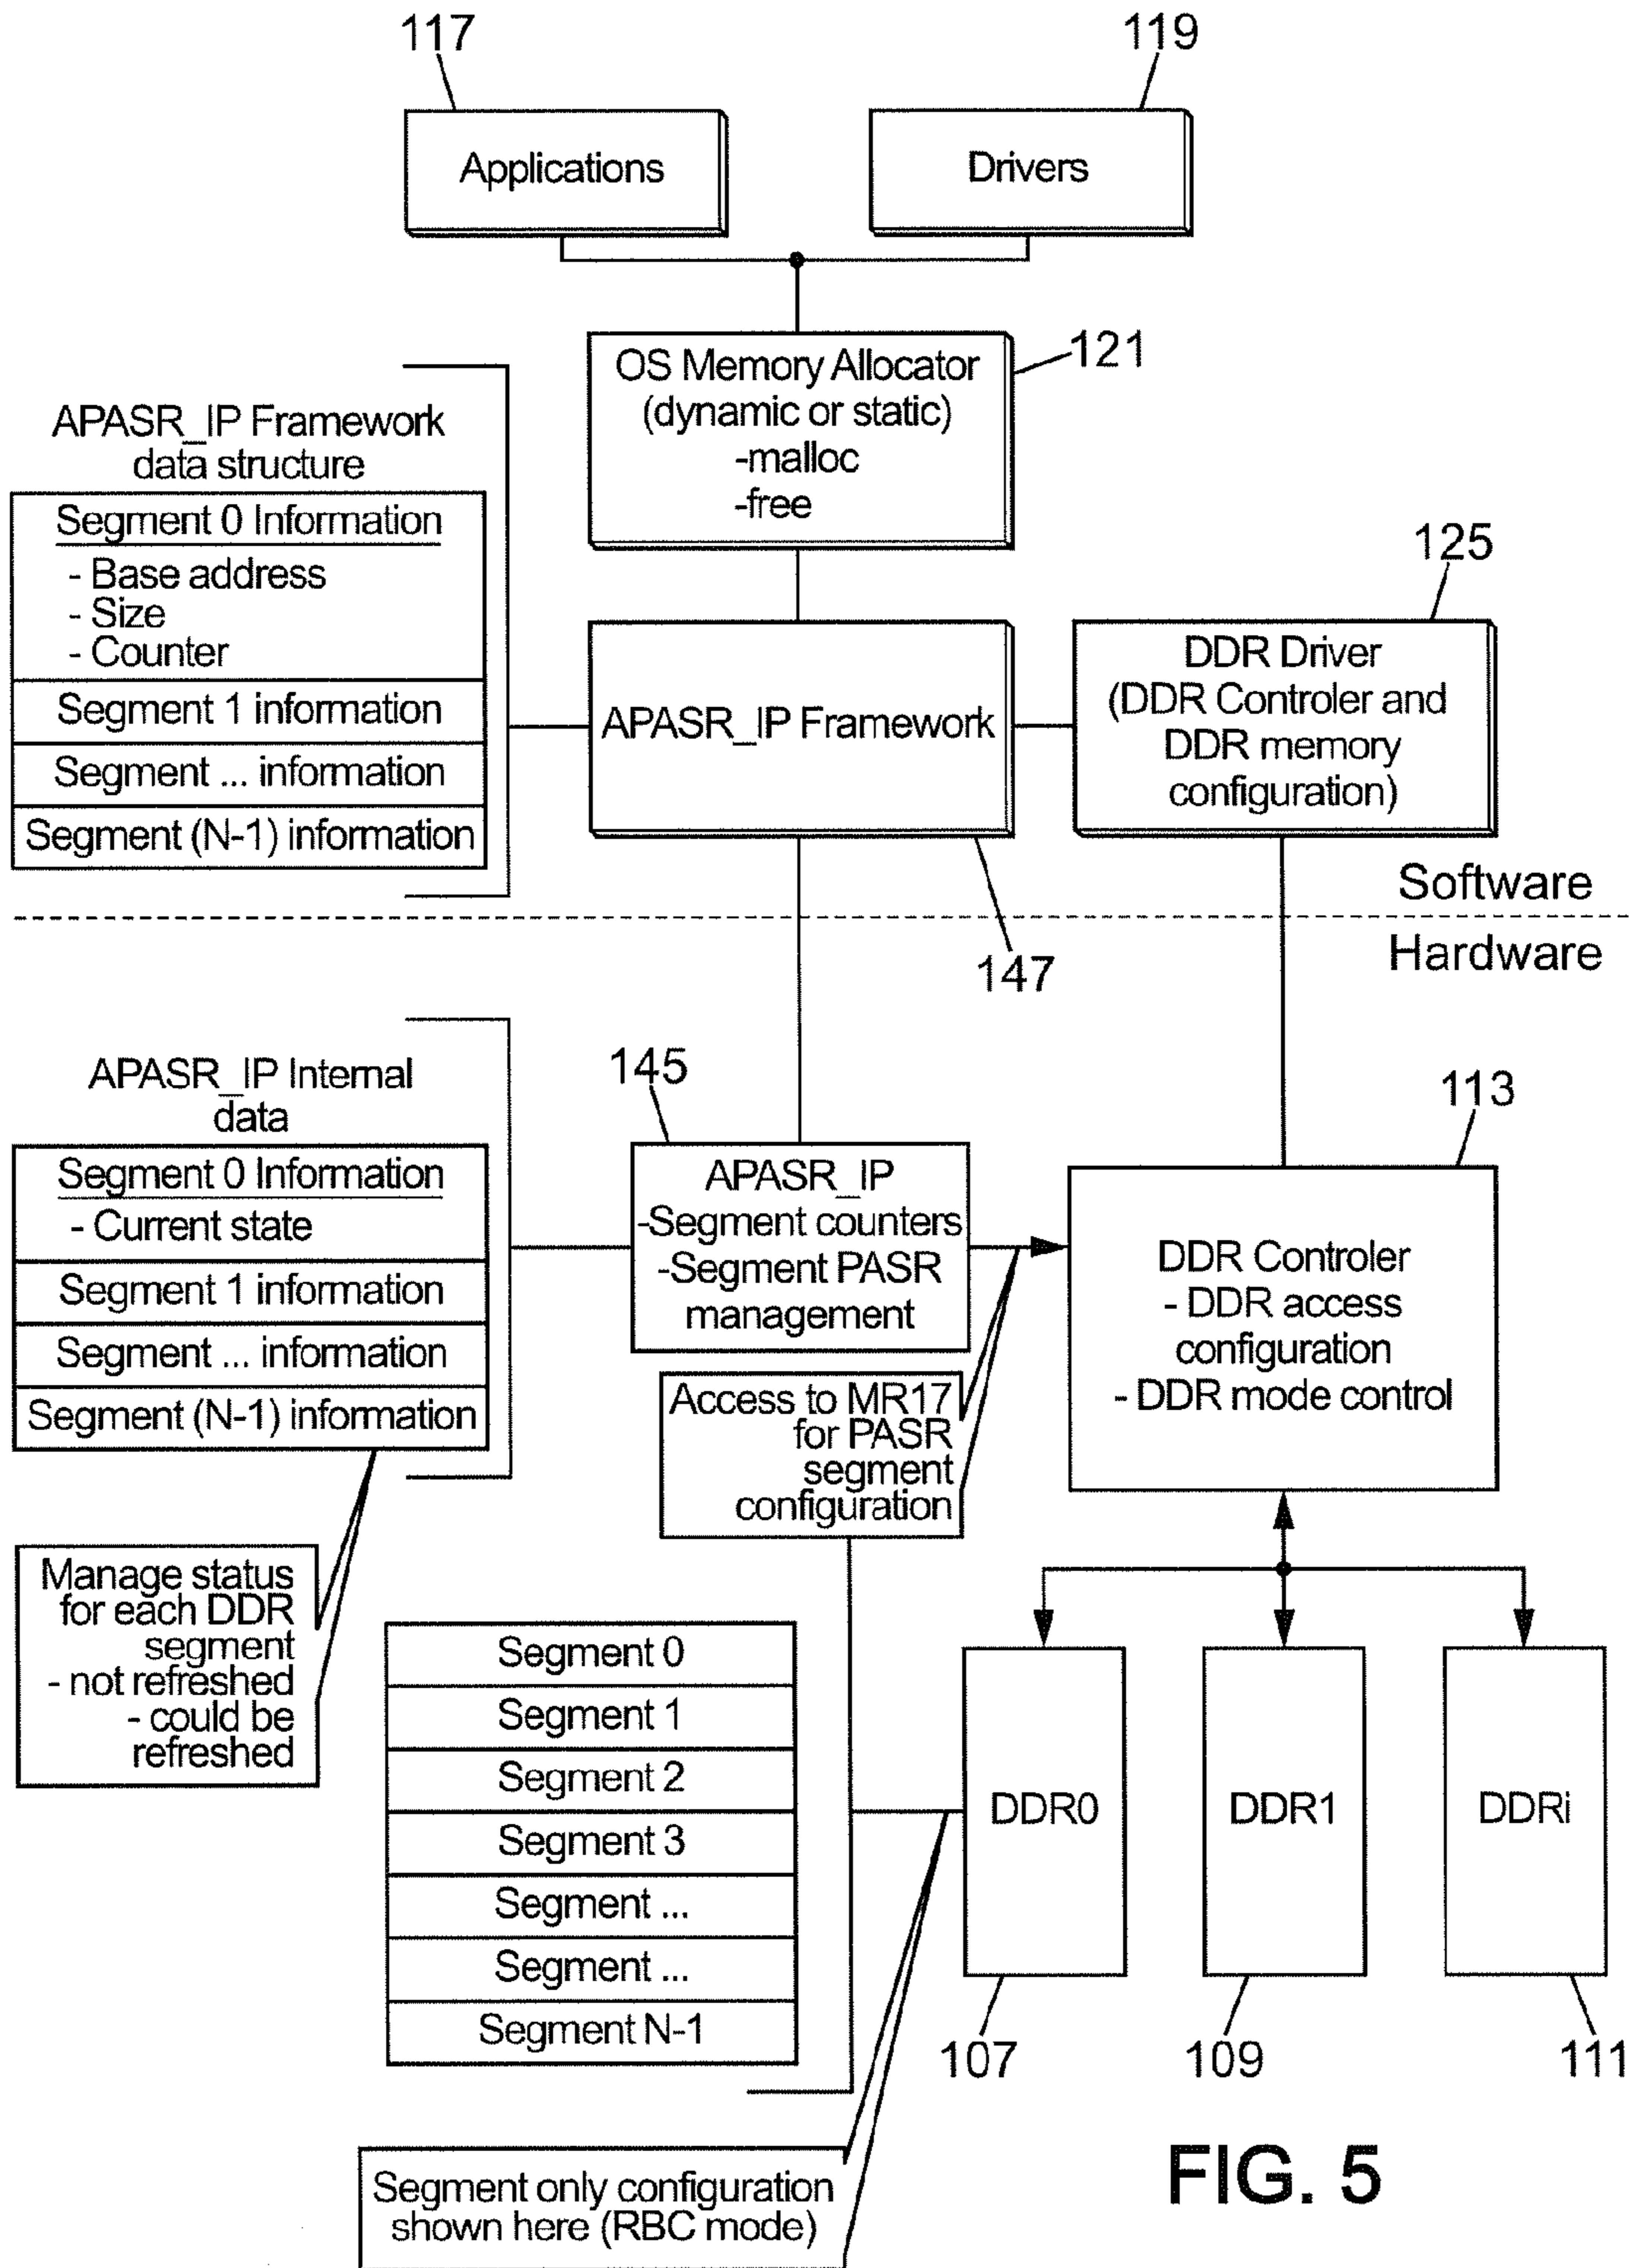 117
119
Applications
Drivers
OS Memory Allocator
(dynamic or static)
-malloc
-free
121
APASR_IP Framework
data structure
Segment 0 Information
- Base address
- Size
- Counter
Segment 1 information
Segment ... information
Segment (N-1) information
APASR_IP Framework
125
DDR Driver
(DDR Controler and
DDR memory
configuration)
Software
Hardware
147
APASR_IP Internal
data
Segment 0 Information
- Current state
Segment 1 information
Segment ... information
Segment (N-1) information
145
APASR_IP
-Segment counters
-Segment PASR
management
113
DDR Controler
- DDR access
configuration
- DDR mode control
Access to MR17
for PASR
segment
configuration
Manage status
for each DDR
segment
- not refreshed
- could be
refreshed
Segment 0
Segment 1
Segment 2
Segment 3
Segment ...
Segment ...
Segment N-1
DDR0
DDR1
DDRi
107
109
111
Segment only configuration
shown here (RBC mode)
FIG. 5